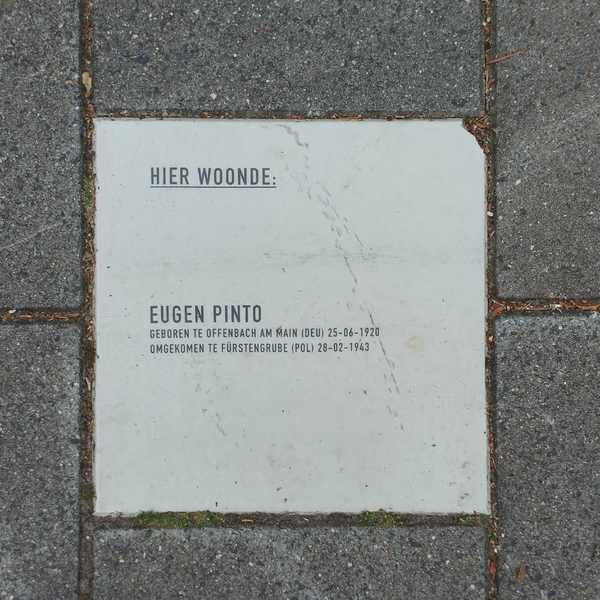 HIER WOONDE:
EUGEN PINTO
GEBOREN TE OFFENBACH AM MAIN (DEU) 25-06-1920
OMGEKOMEN TE FÜRSTENGRUBE (POL) 28-02-1943